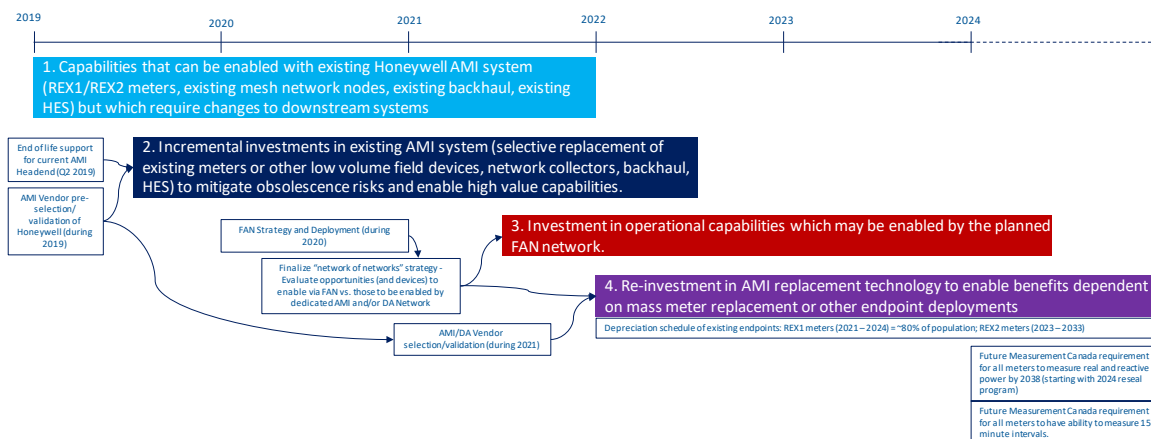 2019
2020
2021
2022
2023
2024
1. Capabilities that can be enabled with existing Honeywell AMI system
(REX1/REX2 meters, existing mesh network nodes, existing backhaul, existing
HES) but which require changes to downstream systems
End of life support
for current AMI
Headend (Q2 2019)
2. Incremental investments in existing AMI system (selective replacement of
existing meters or other low volume field devices, network collectors, backhaul,
HES) to mitigate obsolescence risks and enable high value capabilities.
AMI Vendor pre-
selection/
validation of
Honeywell (during
2019)
FAN Strategy and Deployment (during
2020)
3. Investment in operational capabilities which may be enabled by the planned
FAN network.
Finalize "network of networks" strategy -
Evaluate opportunities (and devices) to
enable via FAN vs. those to be enabled by
dedicated AMI and/or DA Network
4. Re-investment in AMI replacement technology to enable benefits dependent
on mass meter replacement or other endpoint deployments
Depreciation schedule of existing endpoints: REX1 meters (2021 – 2024) = ~80% of population; REX2 meters (2023 – 2033)
AMI/DA Vendor
selection/validation (during 2021)
Future Measurement Canada requirement
for all meters to measure real and reactive
power by 2038 (starting with 2024 reseal
program)
Future Measurement Canada requirement
for all meters to have ability to measure 15
minute intervals.